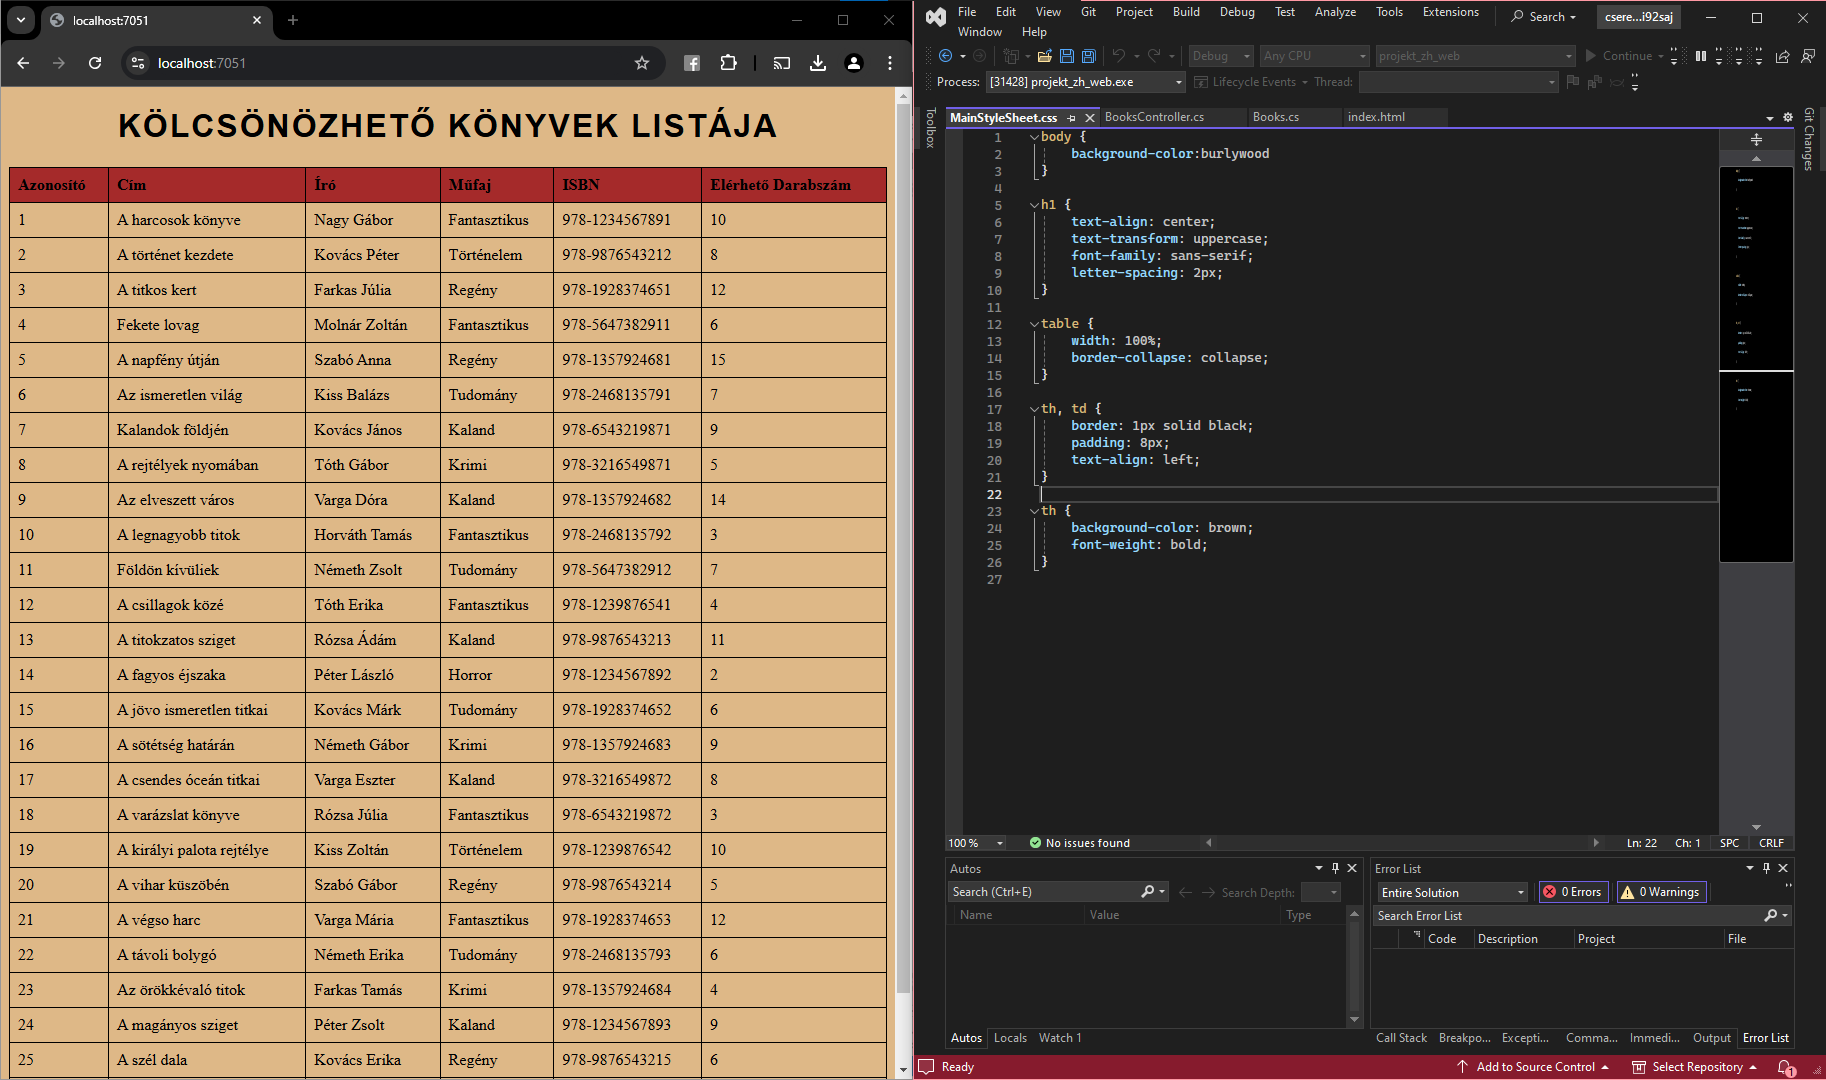 localhost:7051
localhost:7051
KÖLCSÖNÖZHETŐ KÖNYVEK LISTÁJA
Azonosító Cím Író Műfaj ISBN Elérhető Darabszám
1 A harcosok könyve Nagy Gábor Fantasztikus 978-1234567891 10
2 A történet kezdete Kovács Péter Történelem 978-9876543212 8
3 A titkos kert Farkas Júlia Regény 978-1928374651 12
4 Fekete lovag Molnár Zoltán Fantasztikus 978-5647382911 6
5 A napfény útján Szabó Anna Regény 978-1357924681 15
6 Az ismeretlen világ Kiss Balázs Tudomány 978-2468135791 7
7 Kalandok földjén Kovács János Kaland 978-6543219871 9
8 A rejtélyek nyomában Tóth Gábor Krimi 978-3216549871 5
9 Az elveszett város Varga Dóra Kaland 978-1357924682 14
10 A legnagyobb titok Horváth Tamás Fantasztikus 978-2468135792 3
11 Földön kívüliek Németh Zsolt Tudomány 978-5647382912 7
12 A csillagok közé Tóth Erika Fantasztikus 978-1239876541 4
13 A titokzatos sziget Rózsa Ádám Kaland 978-9876543213 11
14 A fagyos éjszaka Péter László Horror 978-1234567892 2
15 A jövo ismeretlen titkai Kovács Márk Tudomány 978-1928374652 6
16 A sötétség határán Németh Gábor Krimi 978-1357924683 9
17 A csendes óceán titkai Varga Eszter Kaland 978-3216549872 8
18 A varázslat könyve Rózsa Júlia Fantasztikus 978-6543219872 3
19 A királyi palota rejtélye Kiss Zoltán Történelem 978-1239876542 10
20 A vihar küszöbén Szabó Gábor Regény 978-9876543214 5
21 A végso harc Varga Mária Fantasztikus 978-1928374653 12
22 A távoli bolygó Németh Erika Tudomány 978-2468135793 6
23 Az örökkévaló titok Farkas Tamás Krimi 978-1357924684 4
24 A magányos sziget Péter Zsolt Kaland 978-1234567893 9
25 A szél dala Kovács Erika Regény 978-9876543215 6
File Edit View Git Project Build Debug Test Analyze Tools Extensions Search csere...i92saj
Window Help
Debug Any CPU projekt_zh_web Continue
Process: [31428] projekt_zh_web.exe Lifecycle Events Thread:
Toolbox
MainStyleSheet.css BooksController.cs Books.cs index.html
Git Changes
1 body {
2 background-color:burlywood
3 }
4
5 h1 {
6 text-align: center;
7 text-transform: uppercase;
8 font-family: sans-serif;
9 letter-spacing: 2px;
10 }
11
12 table {
13 width: 100%;
14 border-collapse: collapse;
15 }
16
17 th, td {
18 border: 1px solid black;
19 padding: 8px;
20 text-align: left;
21 }
22
23 th {
24 background-color: brown;
25 font-weight: bold;
26 }
27
100 % No issues found Ln: 22 Ch: 1 SPC CRLF
Autos
Search (Ctrl+E) Search Depth:
Name Value Type
Autos Locals Watch 1
Error List
Entire Solution 0 Errors 0 Warnings
Search Error List
Code Description Project File
Call Stack Breakpo... Excepti... Comma... Immedi... Output Error List
Ready Add to Source Control Select Repository 1